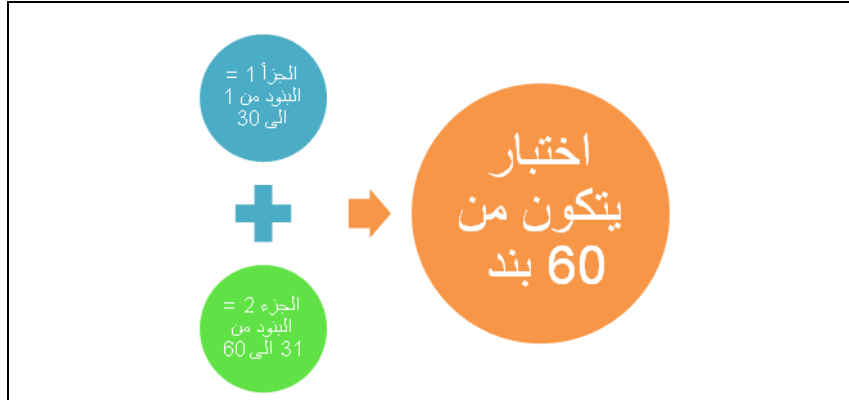 الجزأ 1 =
البنود من 1
الى 30
الجزء 2 =
البنود من
31 الى 60
اختبار
يتكون من
60 بند